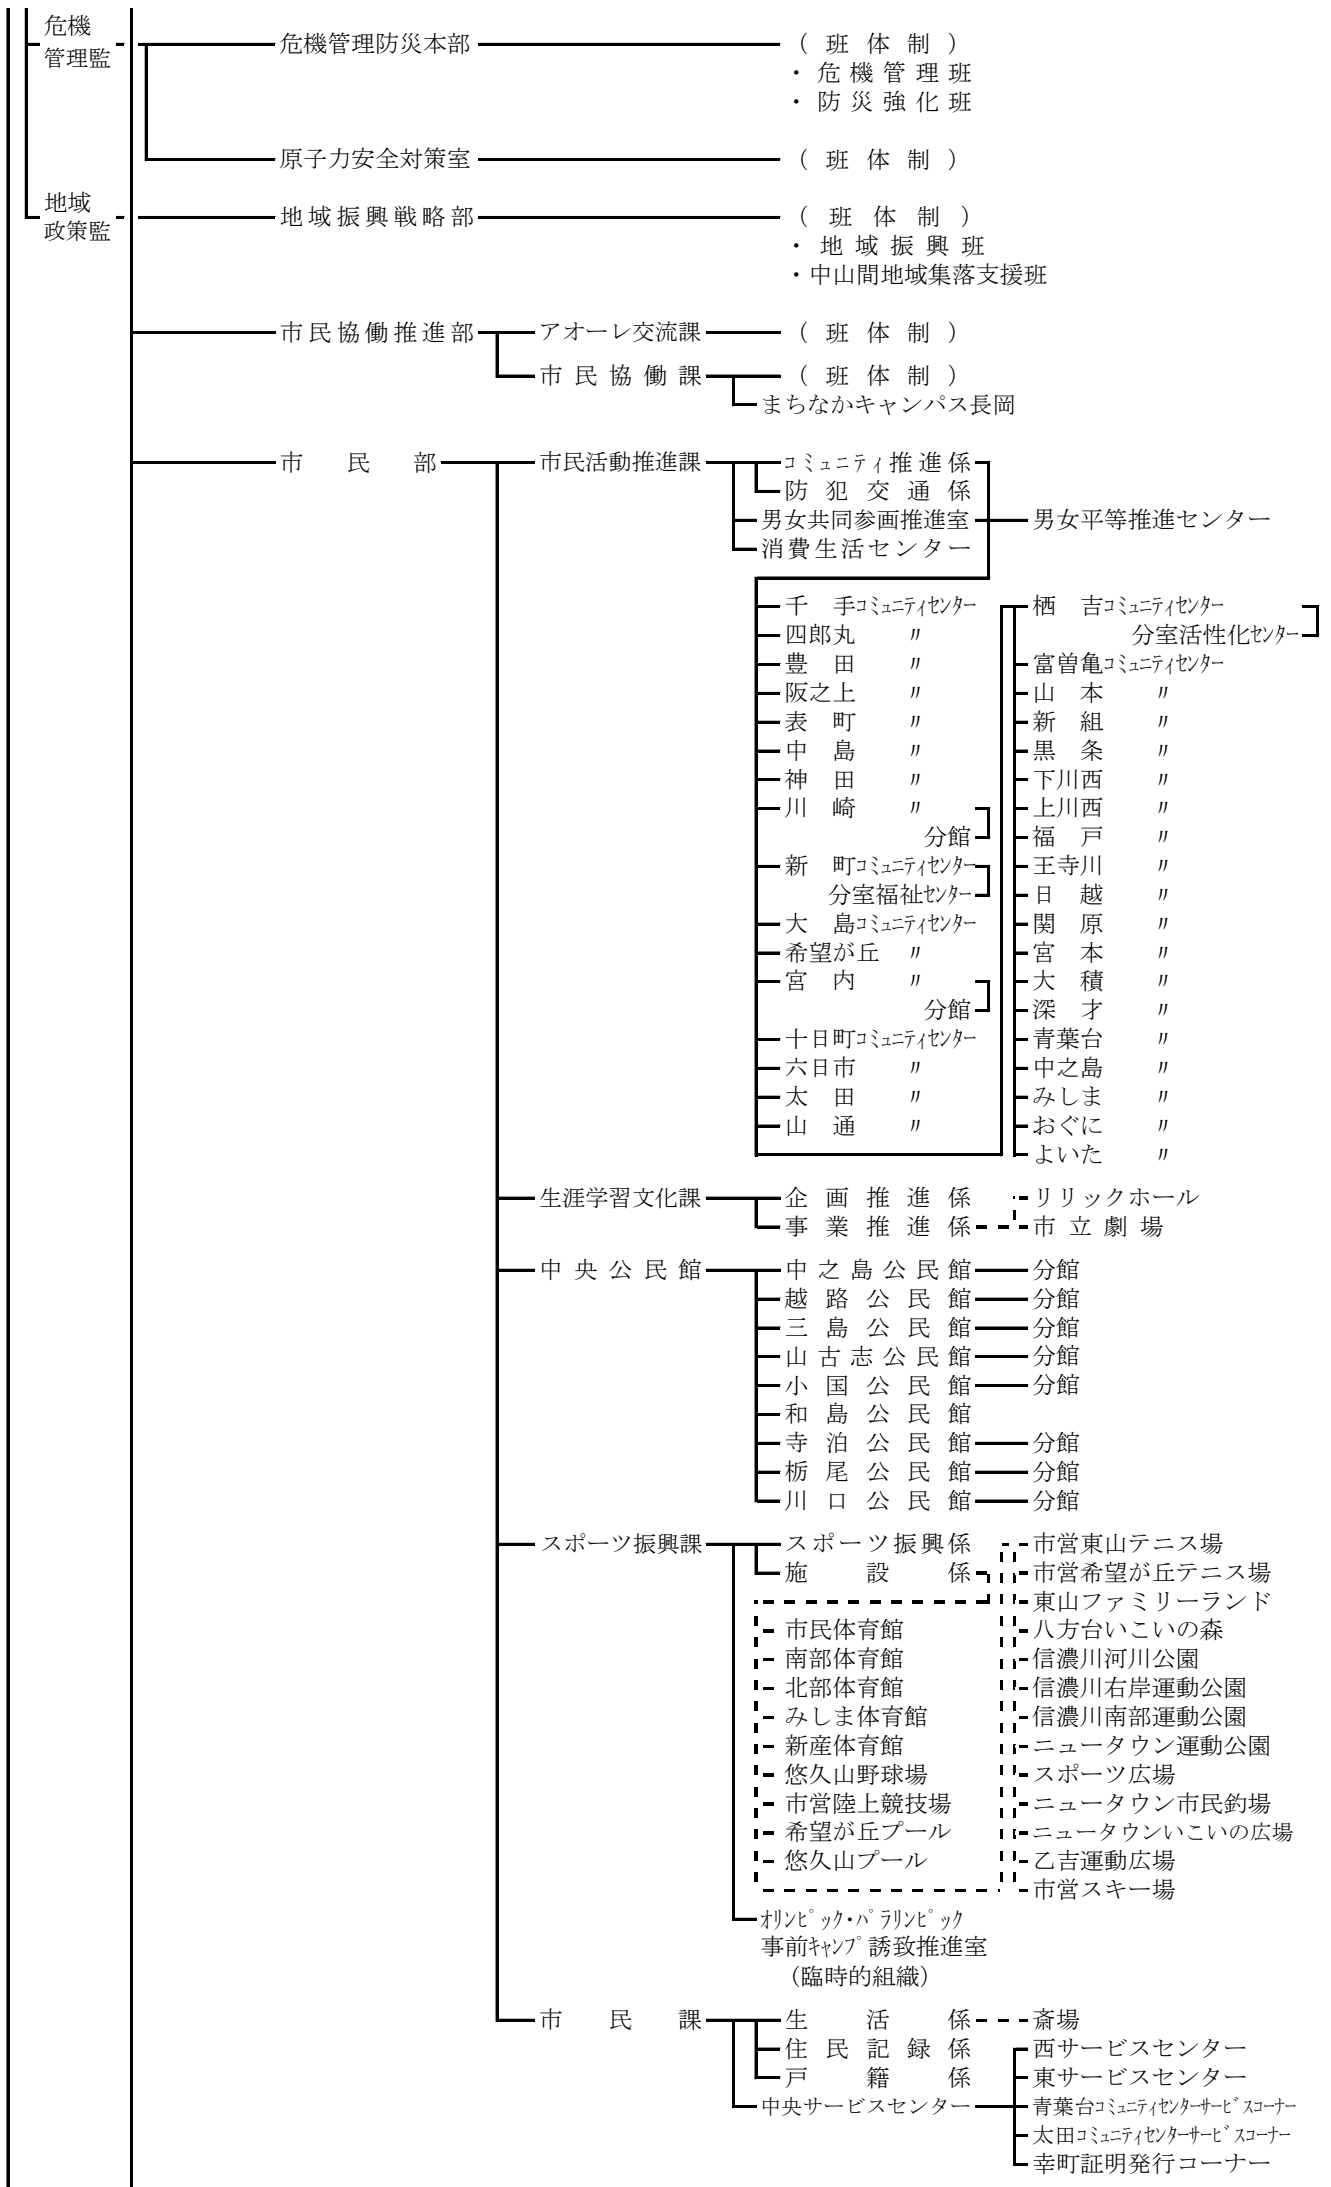 危機
管理監
危機管理防災本部 （班体制）
・危機管理班
・防災強化班
原子力安全対策室 （班体制）
地域
政策監
地域振興戦略部 （班体制）
・地域振興班
・中山間地域集落支援班
市民協働推進部 アオーレ交流課 （班体制）
市民協働課 （班体制）
まちなかキャンパス長岡
市民部 市民活動推進課 コミュニティ推進係
防犯交通係
男女共同参画推進室 男女平等推進センター
消費生活センター
千手コミュニティセンター
四郎丸 〃
豊田 〃
阪之上 〃
表町 〃
中島 〃
神田 〃
川崎 〃
分館
新町コミュニティセンター
分室福祉センター
大島コミュニティセンター
希望が丘 〃
宮内 〃
分館
十日町コミュニティセンター
六日市 〃
太田 〃
山通 〃
栖吉コミュニティセンター
分室活性化センター
富曽亀コミュニティセンター
山本 〃
新組 〃
黒条 〃
下川西 〃
上川西 〃
福戸 〃
王寺川 〃
日越 〃
関原 〃
宮本 〃
大積 〃
深才 〃
青葉台 〃
中之島 〃
みしま 〃
おぐに 〃
よいた 〃
生涯学習文化課 企画推進係 リリックホール
事業推進係 市立劇場
中央公民館 中之島公民館 分館
越路公民館 分館
三島公民館 分館
山古志公民館 分館
小国公民館 分館
和島公民館
寺泊公民館 分館
栃尾公民館 分館
川口公民館 分館
スポーツ振興課 スポーツ振興係
施設係
市民体育館
南部体育館
北部体育館
みしま体育館
新産体育館
悠久山野球場
市営陸上競技場
希望が丘プール
悠久山プール
市営東山テニス場
市営希望が丘テニス場
東山ファミリーランド
八方台いこいの森
信濃川河川公園
信濃川右岸運動公園
信濃川南部運動公園
ニュータウン運動公園
スポーツ広場
ニュータウン市民釣場
ニュータウンいこいの広場
乙吉運動広場
市営スキー場
オリンピック・パラリンピック
事前キャンプ誘致推進室
（臨時的組織）
市民課 生活係 斎場
住民記録係 西サービスセンター
戸籍係 東サービスセンター
中央サービスセンター 青葉台コミュニティセンターサービスコーナー
太田コミュニティセンターサービスコーナー
幸町証明発行コーナー